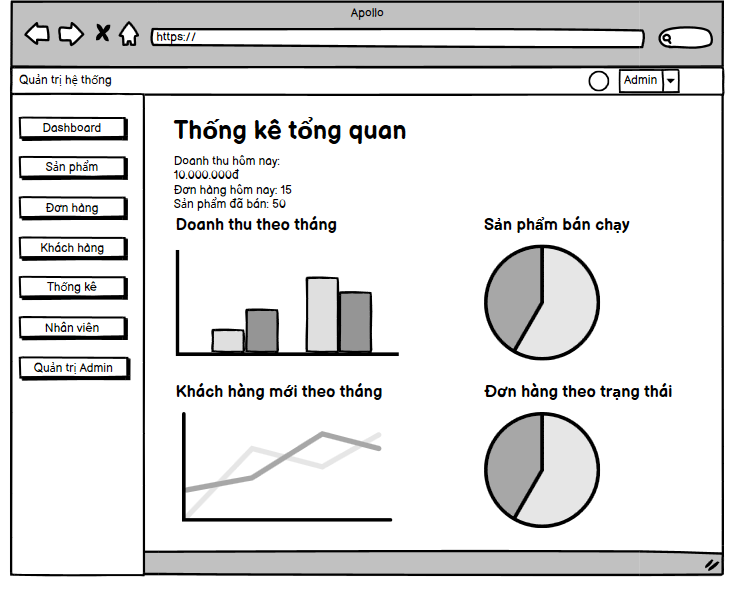 Apollo
https://
Quản trị hệ thống
Admin
Dashboard
Sản phẩm
Đơn hàng
Khách hàng
Thống kê
Nhân viên
Quản trị Admin
Thống kê tổng quan
Doanh thu hôm nay:
10.000.000đ
Đơn hàng hôm nay: 15
Sản phẩm đã bán: 50
Doanh thu theo tháng
Sản phẩm bán chạy
Khách hàng mới theo tháng
Đơn hàng theo trạng thái